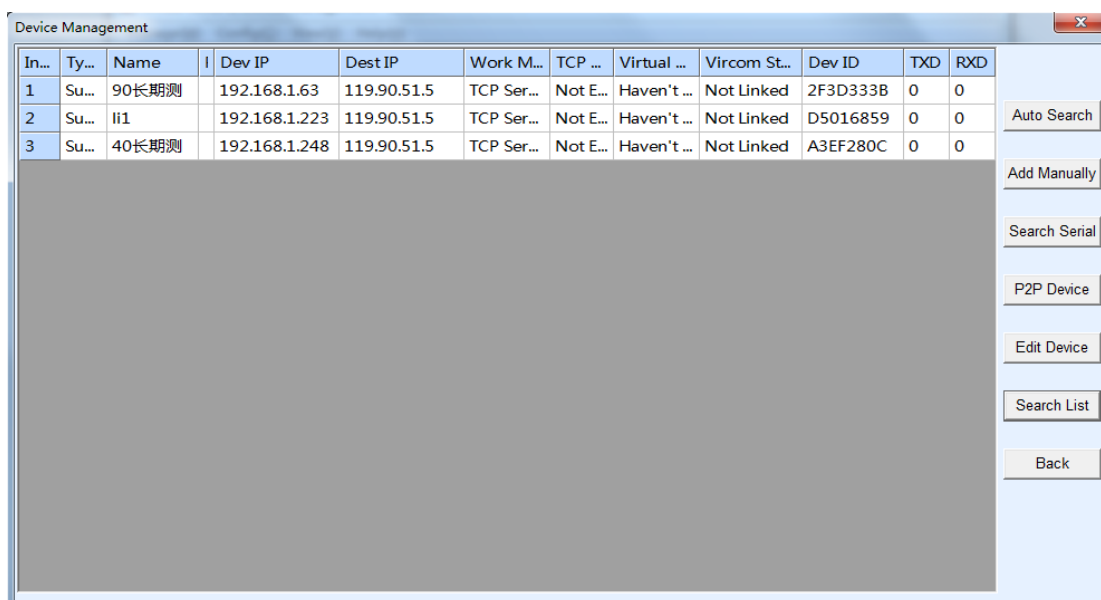 Device Management
In... Ty... Name I Dev IP Dest IP Work M... TCP ... Virtual ... Vircom St... Dev ID TXD RXD
1 Su... 90长期测 192.168.1.63 119.90.51.5 TCP Ser... Not E... Haven't ... Not Linked 2F3D333B 0 0
2 Su... li1 192.168.1.223 119.90.51.5 TCP Ser... Not E... Haven't ... Not Linked D5016859 0 0
3 Su... 40长期测 192.168.1.248 119.90.51.5 TCP Ser... Not E... Haven't ... Not Linked A3EF280C 0 0
Auto Search
Add Manually
Search Serial
P2P Device
Edit Device
Search List
Back